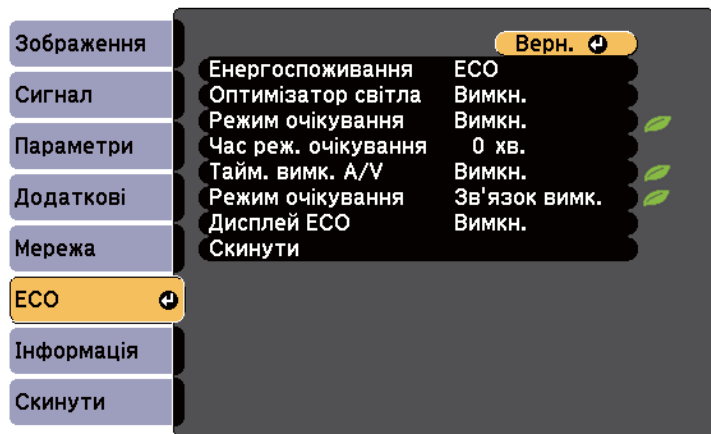 Зображення
Сигнал
Параметри
Додаткові
Мережа
ECO
Інформація
Скинути
Верн.
Енергоспоживання ECO
Оптимізатор світла Вимкн.
Режим очікування Вимкн.
Час реж. очікування 0 хв.
Тайм. вимк. A/V Вимкн.
Режим очікування Зв'язок вимк.
Дисплей ECO Вимкн.
Скинути